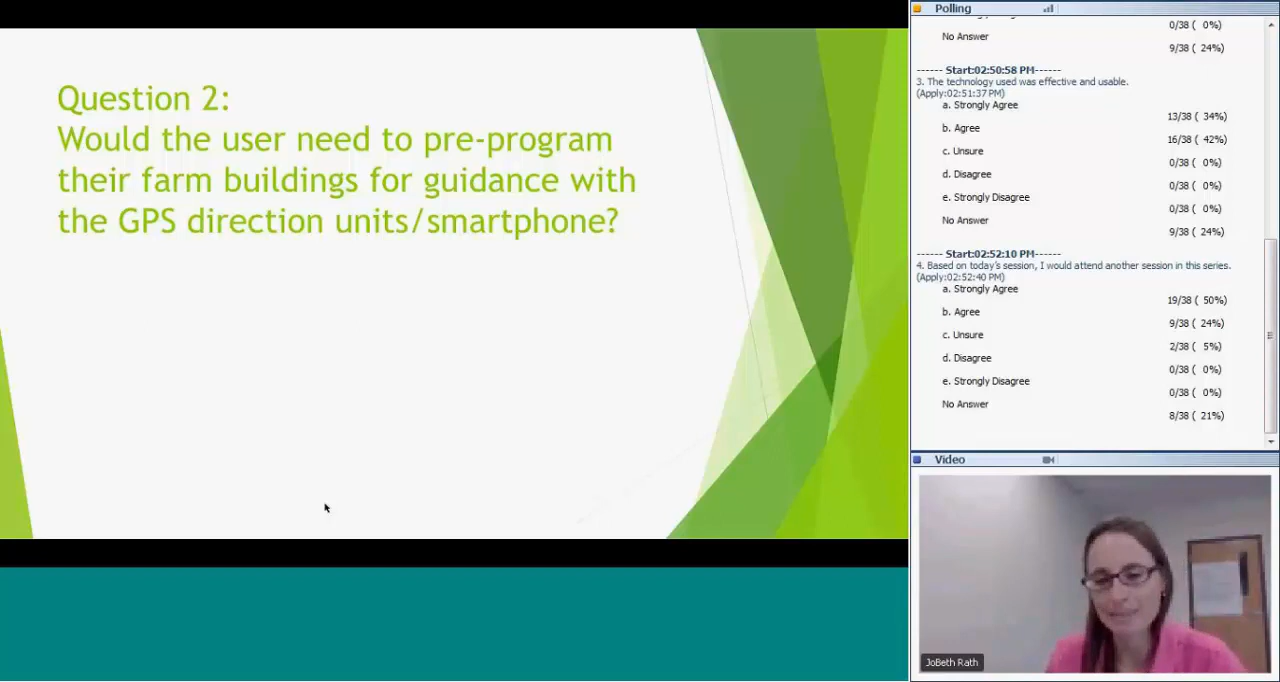 Question 2:
Would the user need to pre-program
their farm buildings for guidance with
the GPS direction units/smartphone?
Polling
0/38 ( 0%)
No Answer
9/38 ( 24%)
------ Start:02:50:58 PM------
3. The technology used was effective and usable.
(Apply:02:51:37 PM)
a. Strongly Agree
13/38 ( 34%)
b. Agree
16/38 ( 42%)
c. Unsure
0/38 ( 0%)
d. Disagree
0/38 ( 0%)
e. Strongly Disagree
0/38 ( 0%)
No Answer
9/38 ( 24%)
------ Start:02:52:10 PM------
4. Based on today's session, I would attend another session in this series.
(Apply:02:52:40 PM)
a. Strongly Agree
19/38 ( 50%)
b. Agree
9/38 ( 24%)
c. Unsure
2/38 ( 5%)
d. Disagree
0/38 ( 0%)
e. Strongly Disagree
0/38 ( 0%)
No Answer
8/38 ( 21%)
Video
JoBeth Rath